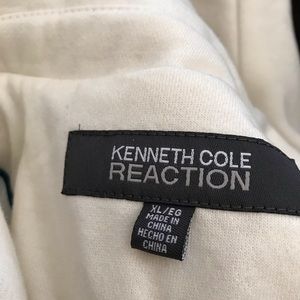 KENNETH COLE
REACTION
XL/EG
MADE IN
CHINA
HECHO EN
CHINA